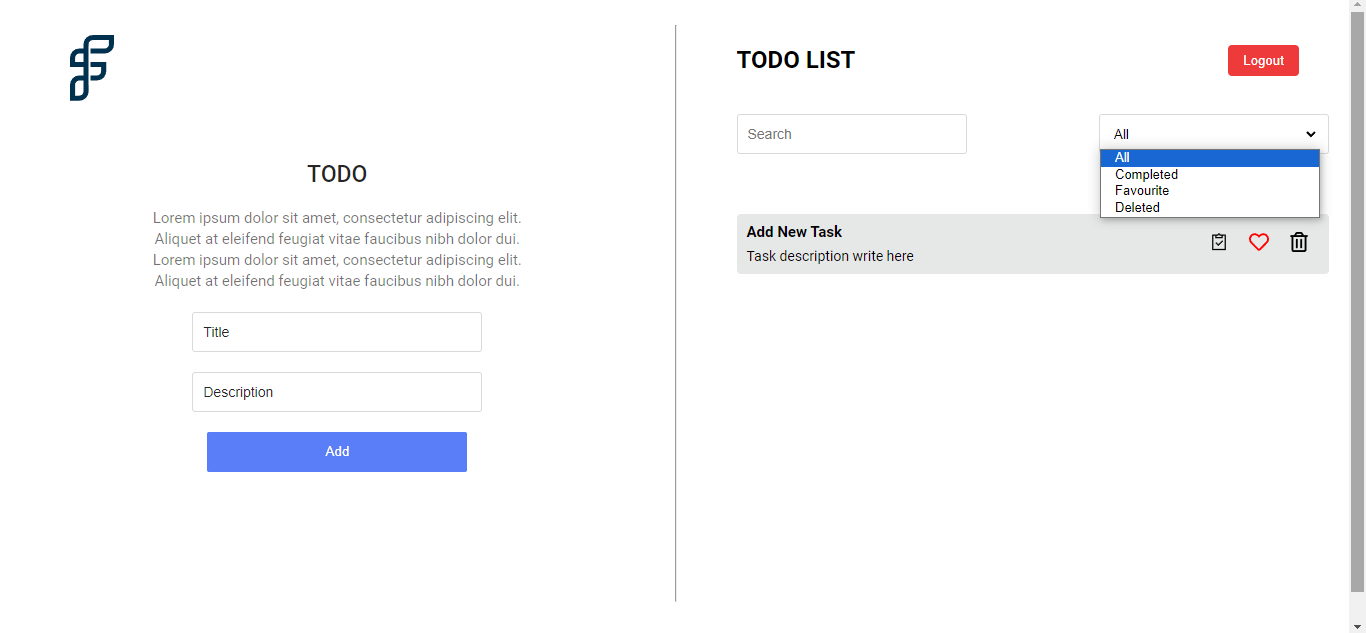 TODO
Lorem ipsum dolor sit amet, consectetur adipiscing elit.
Aliquet at eleifend feugiat vitae faucibus nibh dolor dui.
Lorem ipsum dolor sit amet, consectetur adipiscing elit.
Aliquet at eleifend feugiat vitae faucibus nibh dolor dui.
Title
Description
Add
TODO LIST
Logout
Search
All
All
Completed
Favourite
Deleted
Add New Task
Task description write here